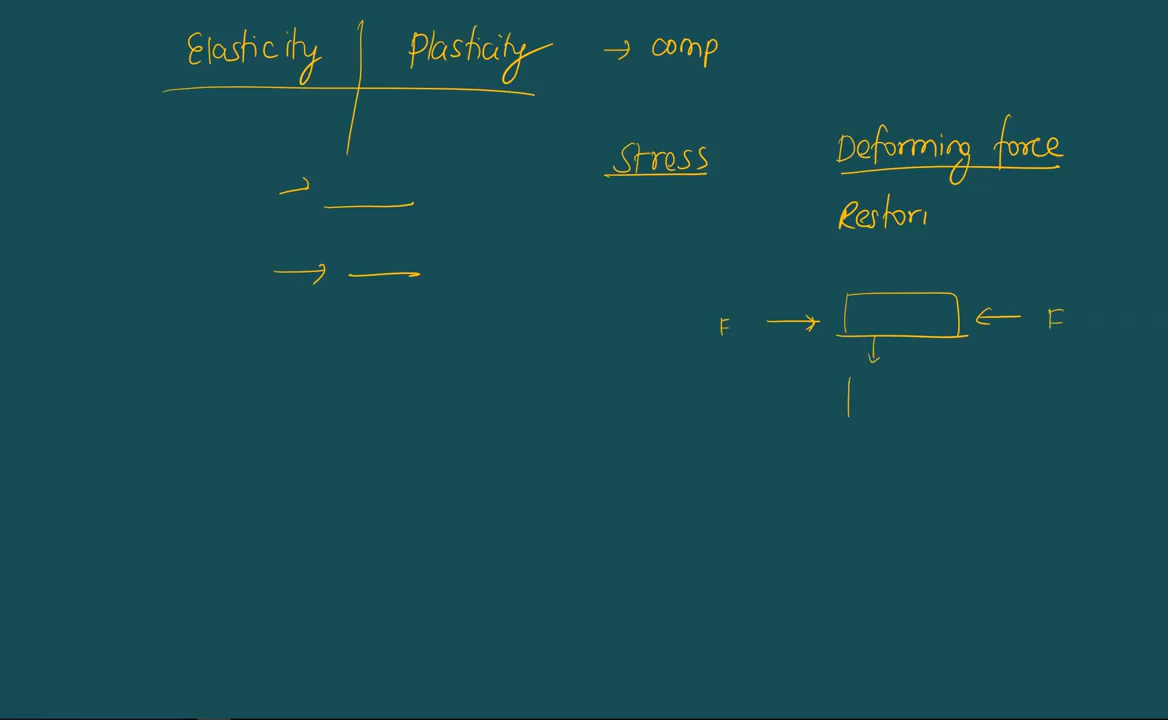 Elasticity | Plasticity → comp
Stress
Deforming force
Restori
F → ← F